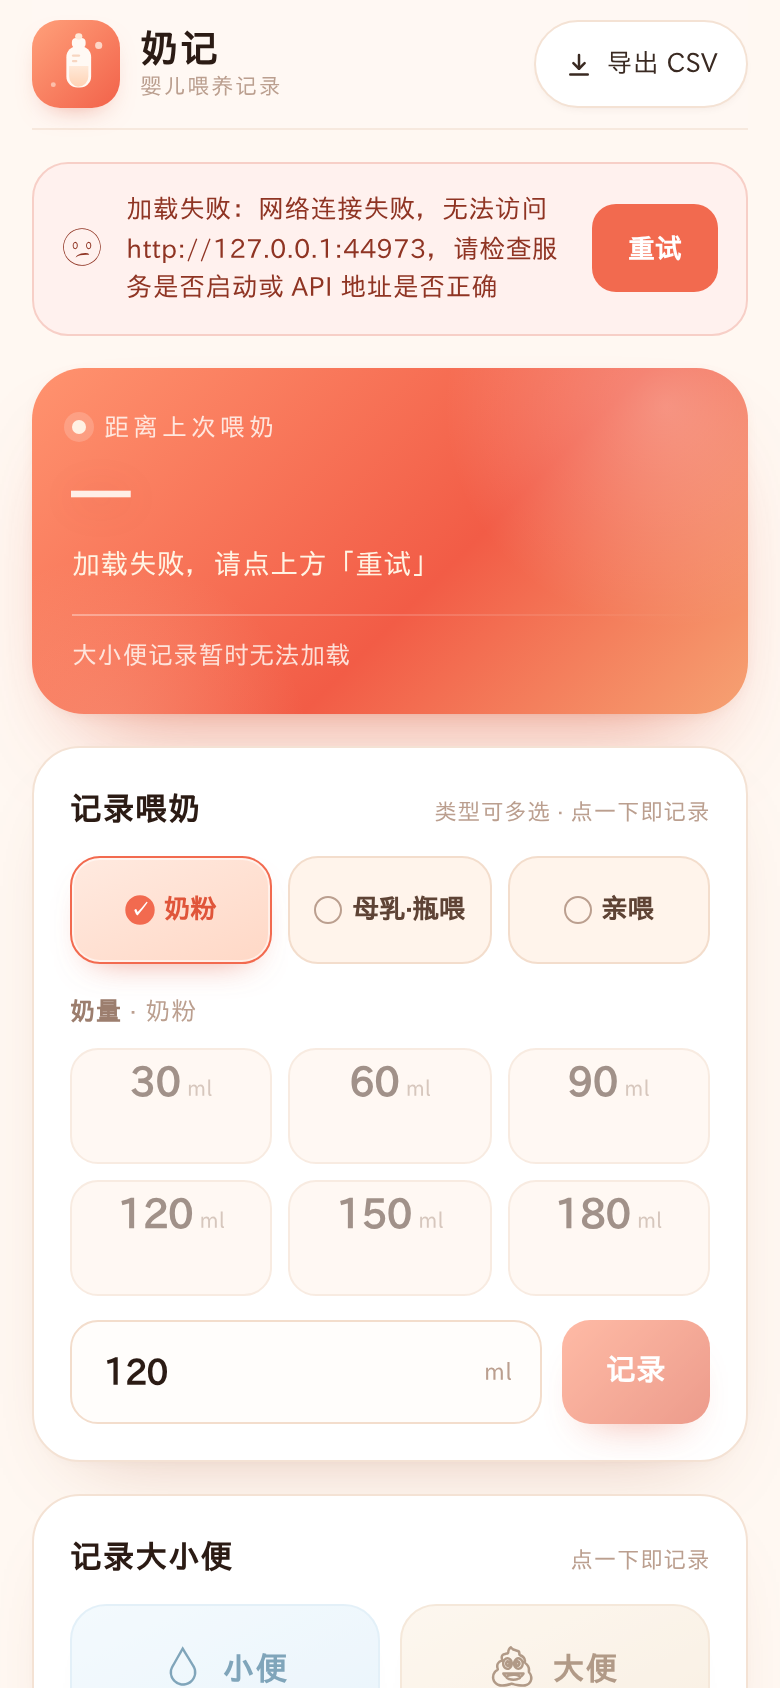 奶记
婴儿喂养记录
导出 CSV
加载失败：网络连接失败，无法访问
http://127.0.0.1:44973，请检查服
务是否启动或 API 地址是否正确
重试
距离上次喂奶
—
加载失败，请点上方「重试」
大小便记录暂时无法加载
记录喂奶
类型可多选 · 点一下即记录
奶粉
母乳·瓶喂
亲喂
奶量 · 奶粉
30 ml
60 ml
90 ml
120 ml
150 ml
180 ml
120 ml
记录
记录大小便
点一下即记录
小便
大便